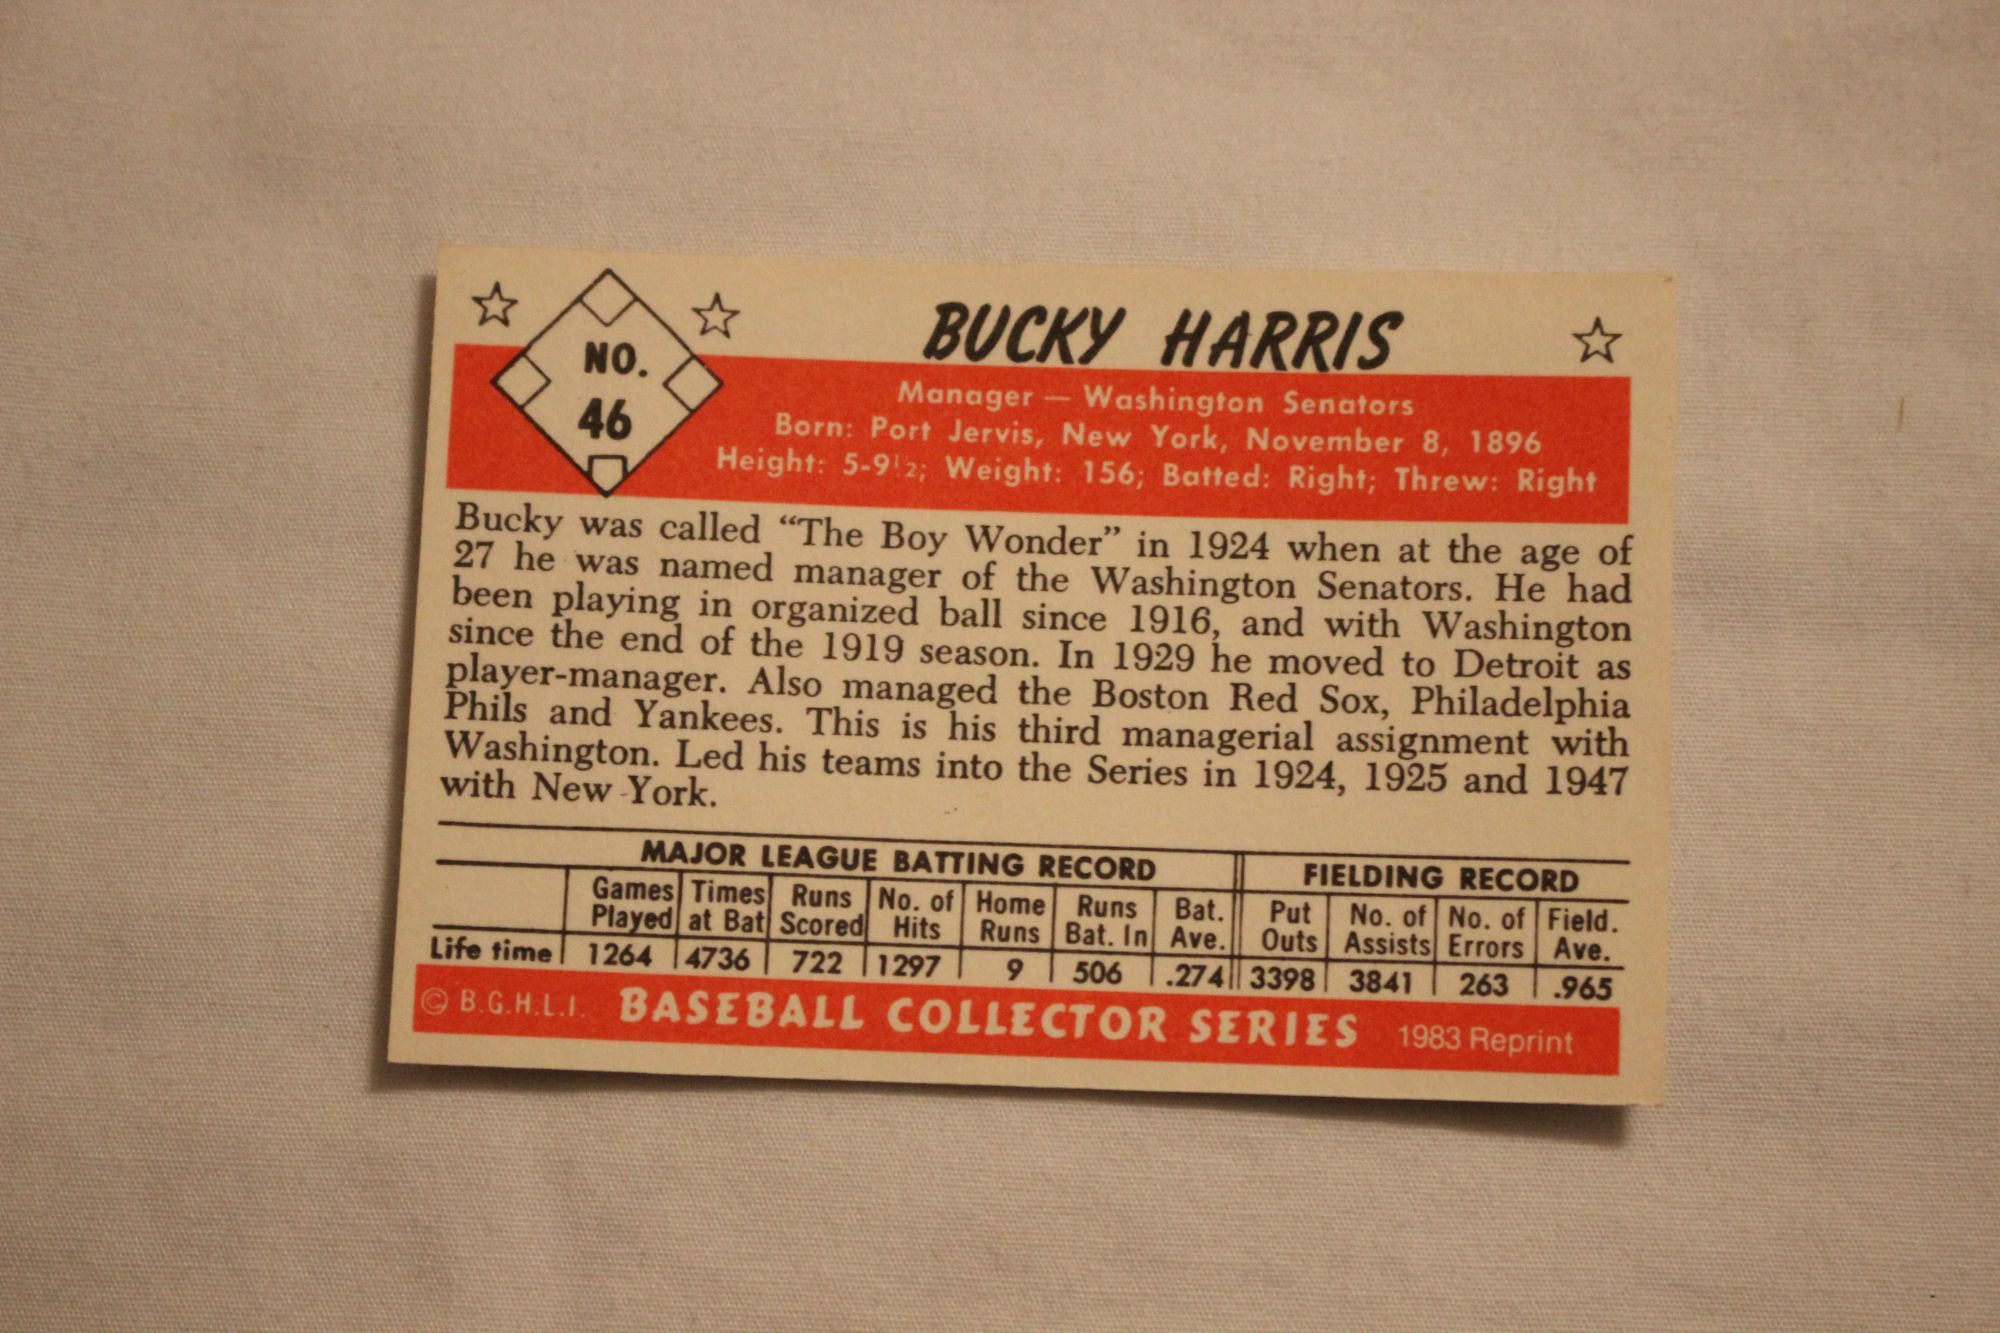 NO.
46
BUCKY HARRIS
Manager — Washington Senators
Born: Port Jervis, New York, November 8, 1896
Height: 5-9 1/2; Weight: 156; Batted: Right; Threw: Right
Bucky was called “The Boy Wonder” in 1924 when at the age of
27 he was named manager of the Washington Senators. He had
been playing in organized ball since 1916, and with Washington
since the end of the 1919 season. In 1929 he moved to Detroit as
player-manager. Also managed the Boston Red Sox, Philadelphia
Phils and Yankees. This is his third managerial assignment with
Washington. Led his teams into the Series in 1924, 1925 and 1947
with New York.
MAJOR LEAGUE BATTING RECORD FIELDING RECORD
Games Times Runs No. of Home Runs Bat. Put No. of No. of Field.
Played at Bat Scored Hits Runs Bat. In Ave. Outs Assists Errors Ave.
Life time 1264 4736 722 1297 9 506 .274 3398 3841 263 .965
© B.G.H.L.I. BASEBALL COLLECTOR SERIES 1983 Reprint